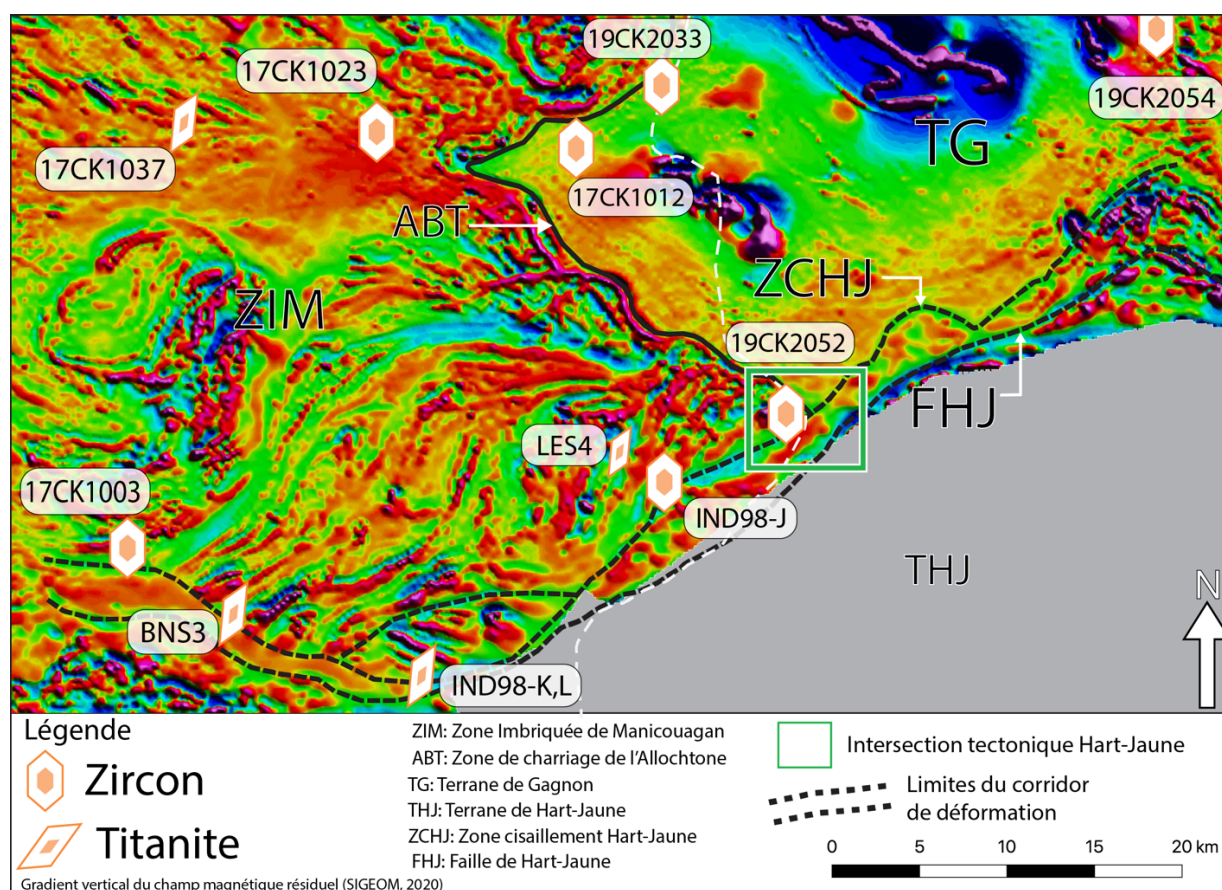 19CK2033
17CK1023
19CK2054
TG
17CK1037
17CK1012
ABT
ZCHJ
ZIM
19CK2052
FHJ
LES4
17CK1003
IND98-J
THJ
N
BNS3
IND98-K,L
Légende
Zircon
Titanite
ZIM: Zone Imbriquée de Manicouagan
ABT: Zone de charriage de l'Allochtone
TG: Terrane de Gagnon
THJ: Terrane de Hart-Jaune
ZCHJ: Zone cisaillement Hart-Jaune
FHJ: Faille de Hart-Jaune
Intersection tectonique Hart-Jaune
Limites du corridor
de déformation
0 5 10 15 20 km
Gradient vertical du champ magnétique résiduel (SIGEOM, 2020)